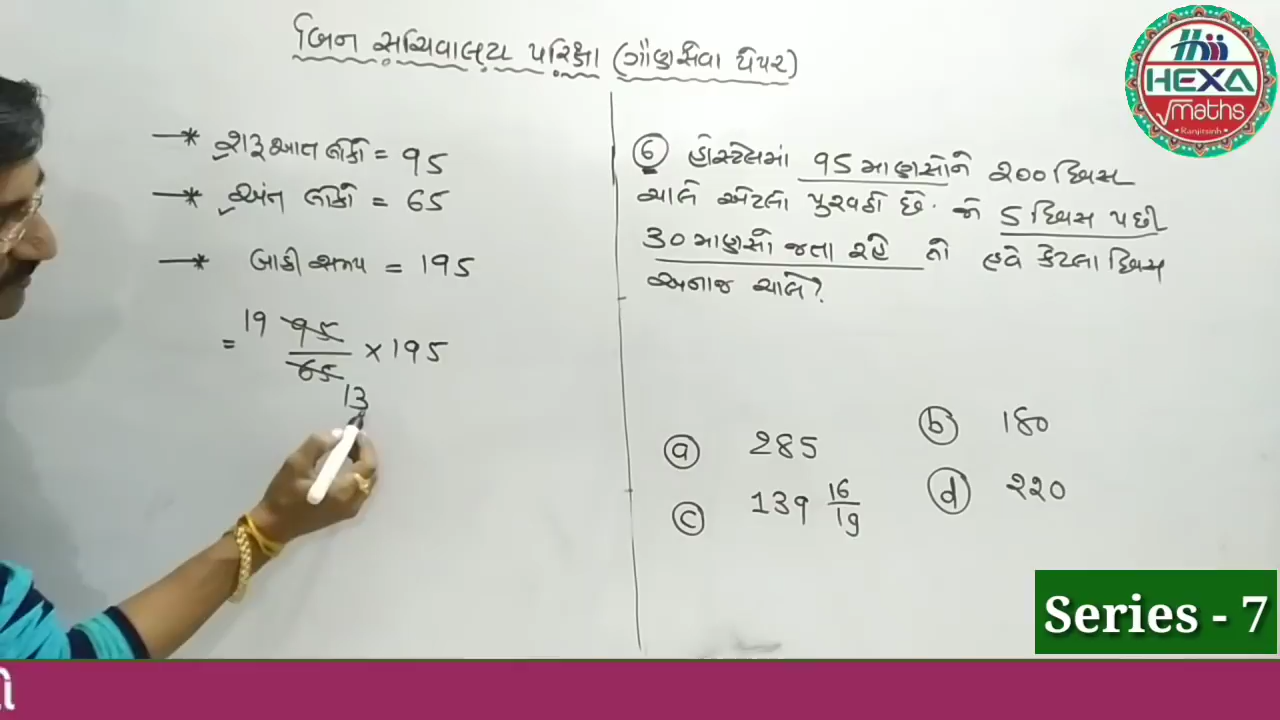 બિન સચિવાલય પરિક્ષા (ગૌણસેવા પેપર)
→* શરૂઆત લોકો = 95
→* અંત લોકો = 65
→* બાકી સમય = 195
= 19 95/65 × 195
13
6 હોસ્ટેલમાં 95 માણસોને 200 દિવસ
ચાલે એટલો પુરવઠો છે. જો 5 દિવસ પછી
30 માણસો જતા રહે તો હવે કેટલા દિવસ
અનાજ ચાલે?
a 285
b 180
c 139 16/19
d 220
HEXA
√maths
Ranjitsinh
Series - 7